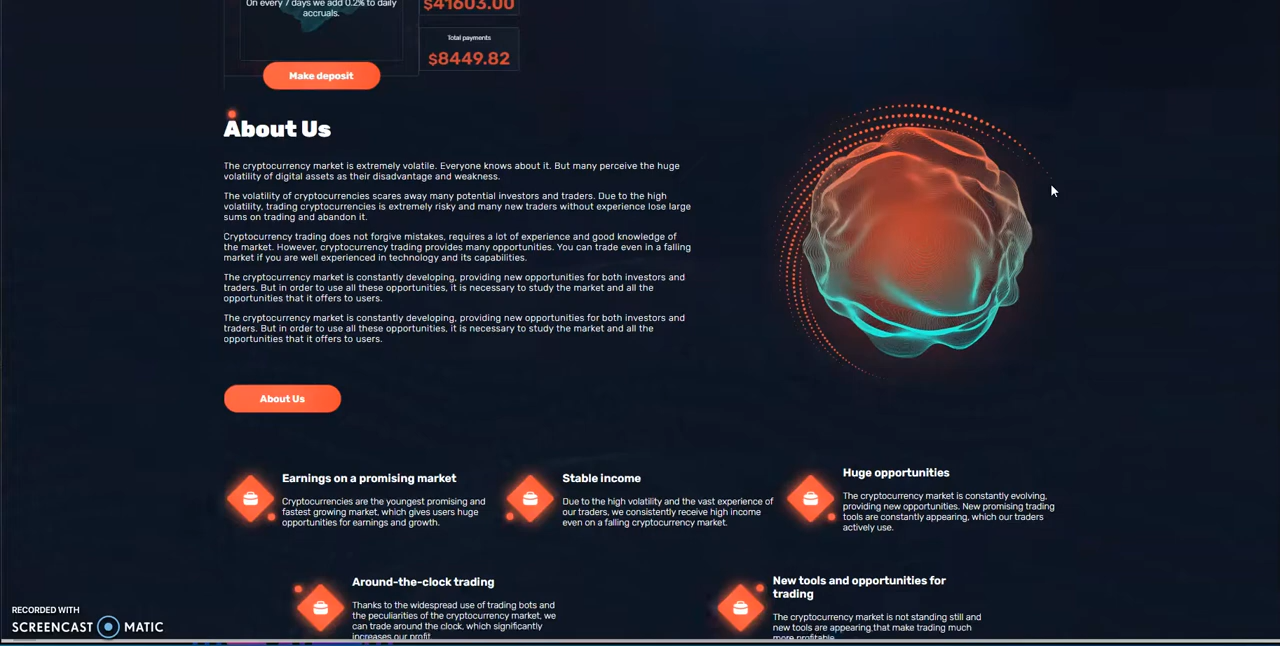 On every 7 days we add 0.2% to daily
accruals.
$41603.00
Total payments
$8449.82
Make deposit
About Us
The cryptocurrency market is extremely volatile. Everyone knows about it. But many perceive the huge
volatility of digital assets as their disadvantage and weakness.
The volatility of cryptocurrencies scares away many potential investors and traders. Due to the high
volatility, trading cryptocurrencies is extremely risky and many new traders without experience lose large
sums on trading and abandon it.
Cryptocurrency trading does not forgive mistakes, requires a lot of experience and good knowledge of
the market. However, cryptocurrency trading provides many opportunities. You can trade even in a falling
market if you are well experienced in technology and its capabilities.
The cryptocurrency market is constantly developing, providing new opportunities for both investors and
traders. But in order to use all these opportunities, it is necessary to study the market and all the
opportunities that it offers to users.
The cryptocurrency market is constantly developing, providing new opportunities for both investors and
traders. But in order to use all these opportunities, it is necessary to study the market and all the
opportunities that it offers to users.
About Us
Earnings on a promising market
Cryptocurrencies are the youngest promising and
fastest growing market, which gives users huge
opportunities for earnings and growth.
Stable income
Due to the high volatility and the vast experience of
our traders, we consistently receive high income
even on a falling cryptocurrency market.
Huge opportunities
The cryptocurrency market is constantly evolving,
providing new opportunities. New promising trading
tools are constantly appearing, which our traders
actively use.
Around-the-clock trading
Thanks to the widespread use of trading bots and
the peculiarities of the cryptocurrency market, we
can trade around the clock, which significantly
increases our profit.
New tools and opportunities for
trading
The cryptocurrency market is not standing still and
new tools are appearing that make trading much
more profitable.
RECORDED WITH
SCREENCAST MATIC